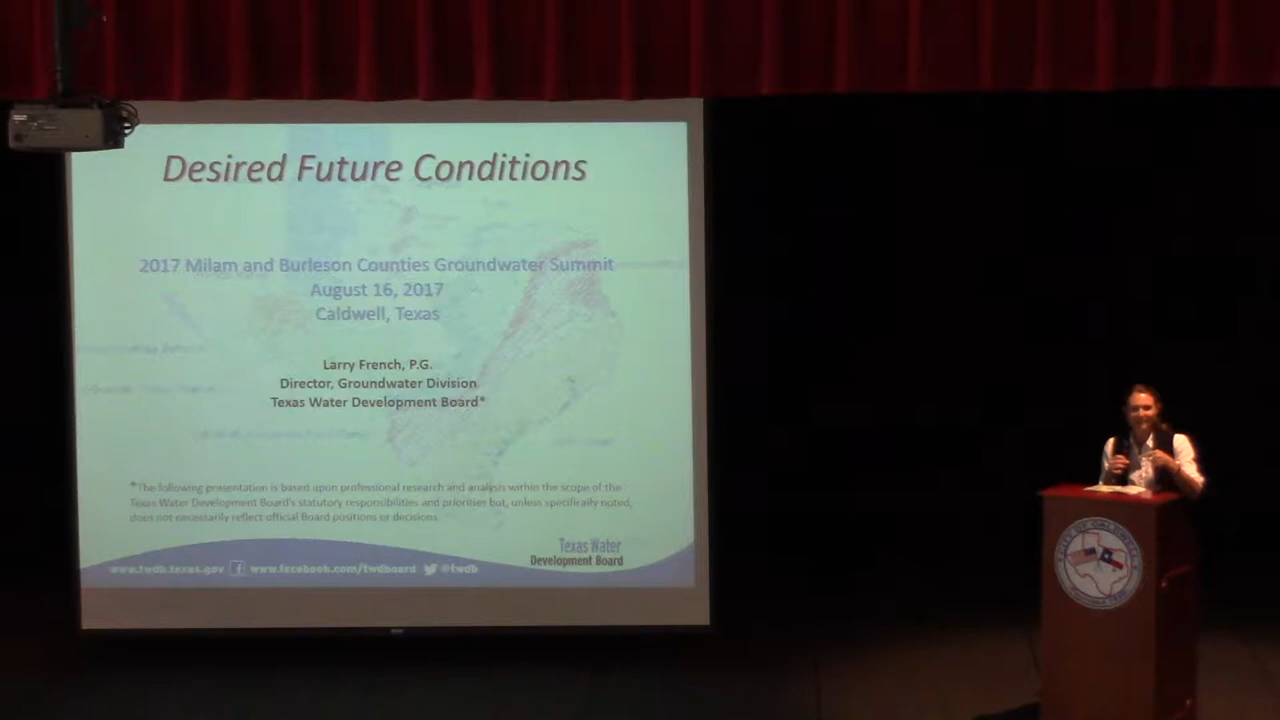 Desired Future Conditions
2017 Milam and Burleson Counties Groundwater Summit
August 16, 2017
Caldwell, Texas
Larry French, P.G.
Director, Groundwater Division
Texas Water Development Board*
*The following presentation is based upon professional research and analysis within the scope of the
Texas Water Development Board's statutory responsibilities and priorities but, unless specifically noted,
does not necessarily reflect official Board positions or decisions.
Texas Water
Development Board
www.twdb.texas.gov f www.facebook.com/twdboard @twdb
CITY OF CALDWELL